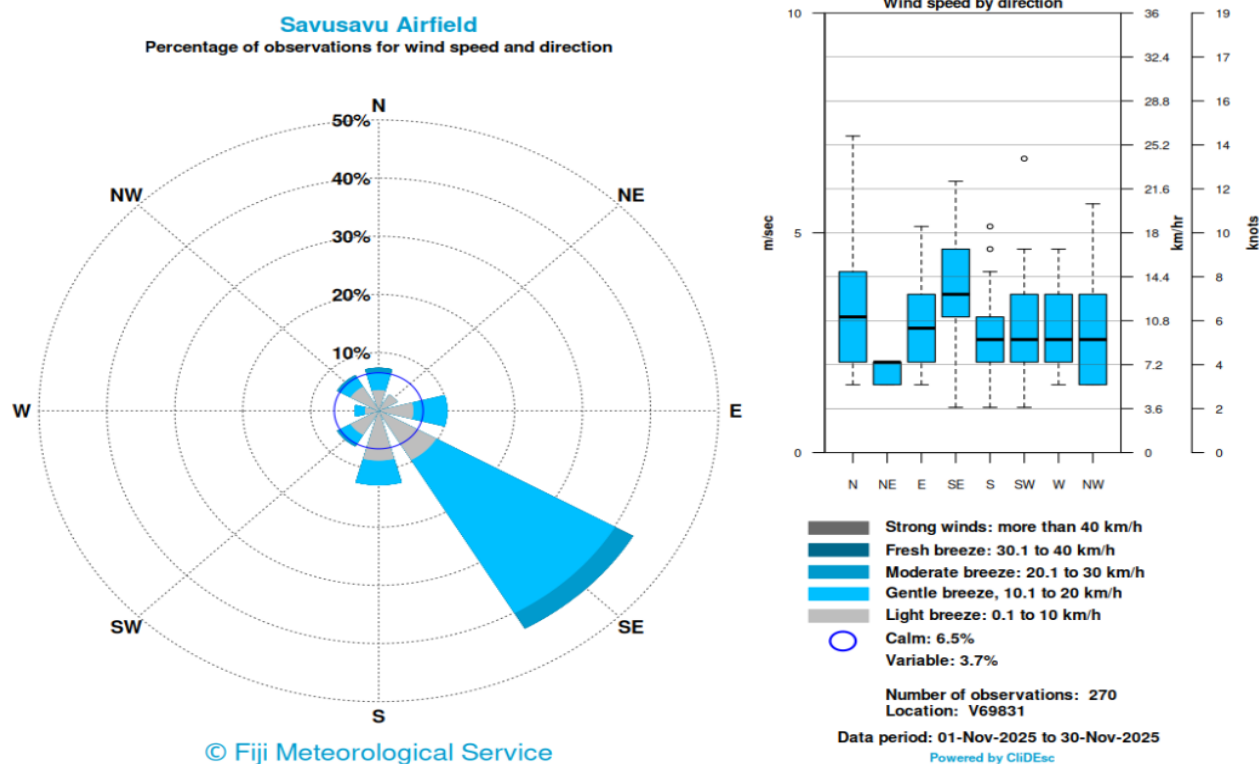 Savusavu Airfield
Percentage of observations for wind speed and direction
N
50%
40%
30%
20%
10%
NW
NE
W
E
SW
SE
S
© Fiji Meteorological Service
Wind speed by direction
10
5
0
m/sec
36
32.4
28.8
25.2
21.6
18
14.4
10.8
7.2
3.6
0
km/hr
19
17
16
14
12
10
8
6
4
2
0
knots
N NE E SE S SW W NW
Strong winds: more than 40 km/h
Fresh breeze: 30.1 to 40 km/h
Moderate breeze: 20.1 to 30 km/h
Gentle breeze, 10.1 to 20 km/h
Light breeze: 0.1 to 10 km/h
Calm: 6.5%
Variable: 3.7%
Number of observations: 270
Location: V69831
Data period: 01-Nov-2025 to 30-Nov-2025
Powered by CliDEsc